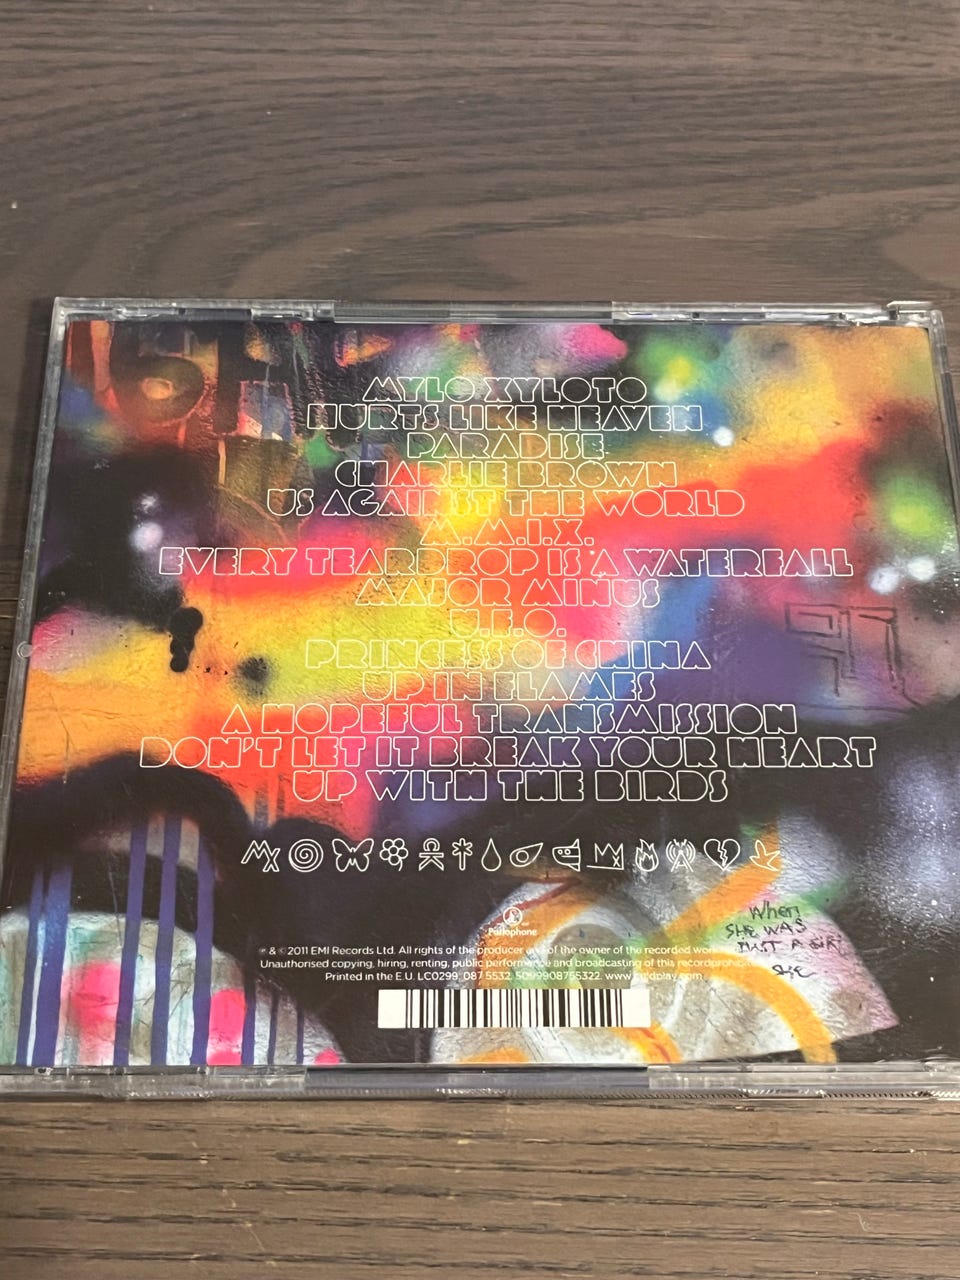 MYLO XYLOTO
HURTS LIKE HEAVEN
PARADISE
CHARLIE BROWN
US AGAINST THE WORLD
M.M.I.X.
EVERY TEARDROP IS A WATERFALL
MAJOR MINUS
U.F.O.
PRINCESS OF CHINA
UP IN FLAMES
A HOPEFUL TRANSMISSION
DON'T LET IT BREAK YOUR HEART
UP WITH THE BIRDS
MX
Parlophone
℗ & © 2011 EMI Records Ltd. All rights of the producer and of the owner of the recorded work
Unauthorised copying, hiring, renting, public performance and broadcasting of this record prohibited.
Printed in the E.U. LC0299. 087 5532. 5099908755322. www.coldplay.com
When
SHE WAS
JUST A GIRL
SHE